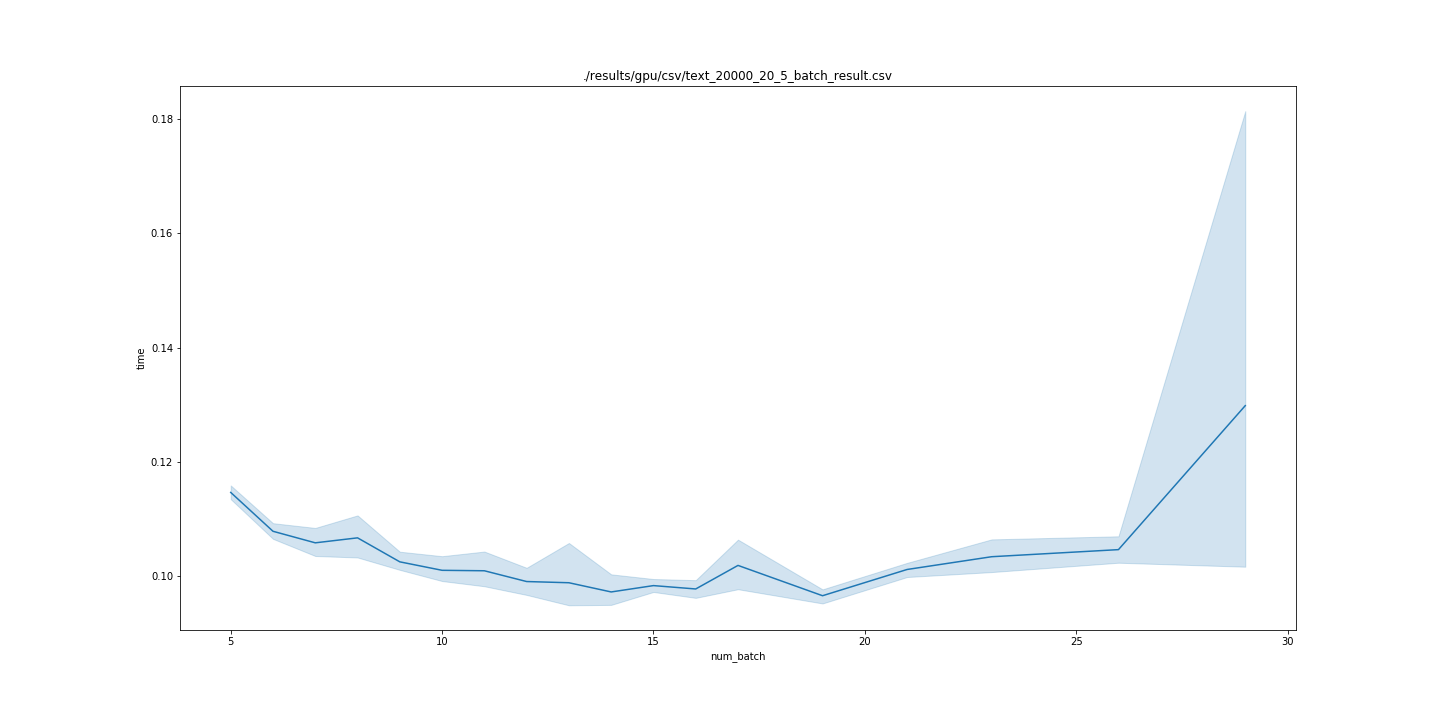 ./results/gpu/csv/text_20000_20_5_batch_result.csv
0.18
0.16
0.14
0.12
0.10
time
5 10 15 20 25 30
num_batch